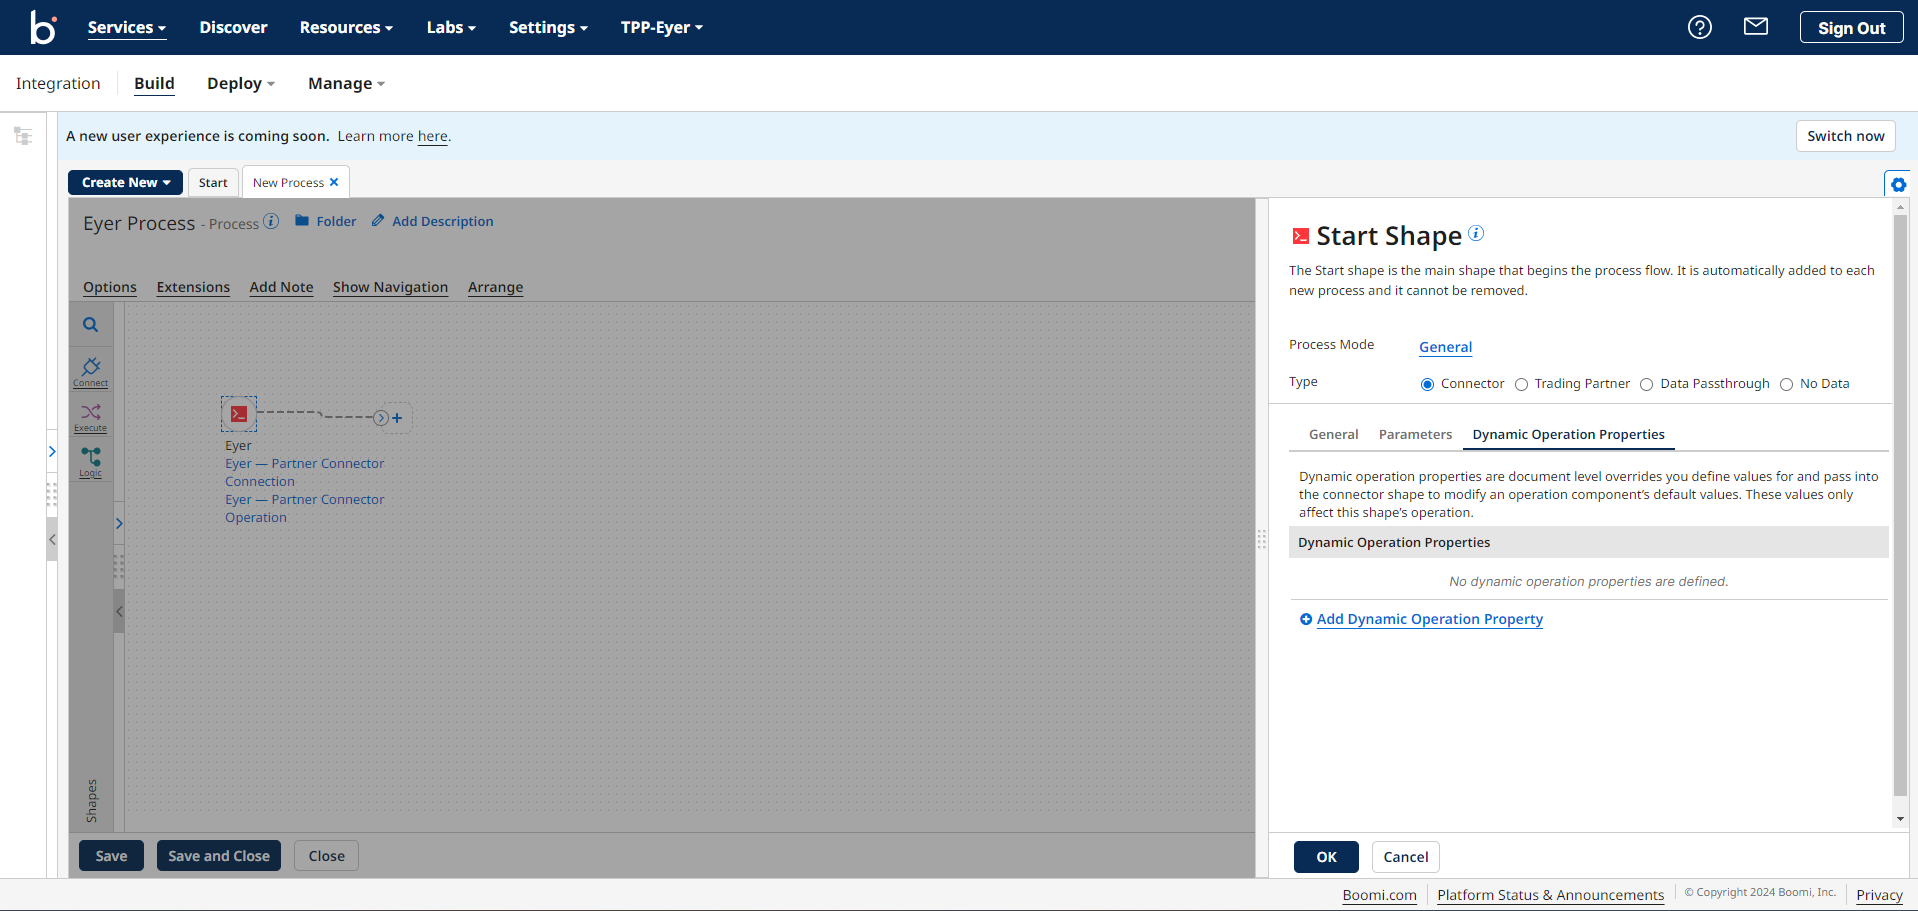 b
Services Discover Resources Labs Settings TPP-Eyer
Sign Out
Integration Build Deploy Manage
A new user experience is coming soon. Learn more here.
Switch now
Create New Start New Process
Eyer Process - Process Folder Add Description
Options Extensions Add Note Show Navigation Arrange
Connect
Execute
Logic
Shapes
Eyer
Eyer — Partner Connector
Connection
Eyer — Partner Connector
Operation
Save Save and Close Close
Start Shape
The Start shape is the main shape that begins the process flow. It is automatically added to each
new process and it cannot be removed.
Process Mode General
Type Connector Trading Partner Data Passthrough No Data
General Parameters Dynamic Operation Properties
Dynamic operation properties are document level overrides you define values for and pass into
the connector shape to modify an operation component's default values. These values only
affect this shape's operation.
Dynamic Operation Properties
No dynamic operation properties are defined.
Add Dynamic Operation Property
OK Cancel
Boomi.com Platform Status & Announcements © Copyright 2024 Boomi, Inc. Privacy